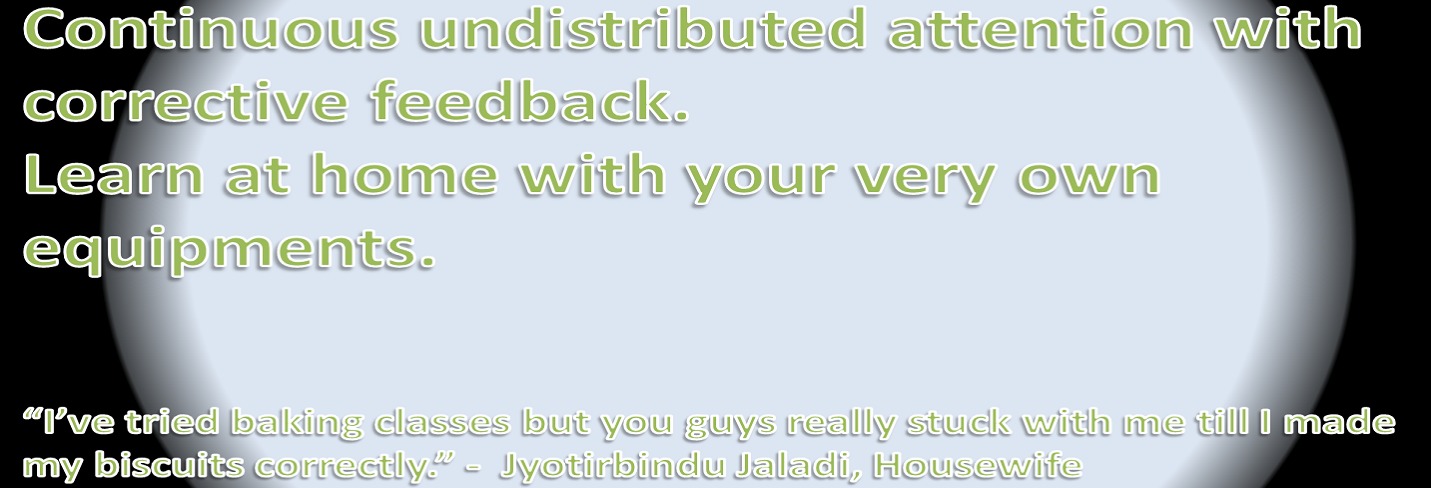 Continuous undistributed attention with
corrective feedback.
Learn at home with your very own
equipments.
“I’ve tried baking classes but you guys really stuck with me till I made
my biscuits correctly.” -  Jyotirbindu Jaladi, Housewife